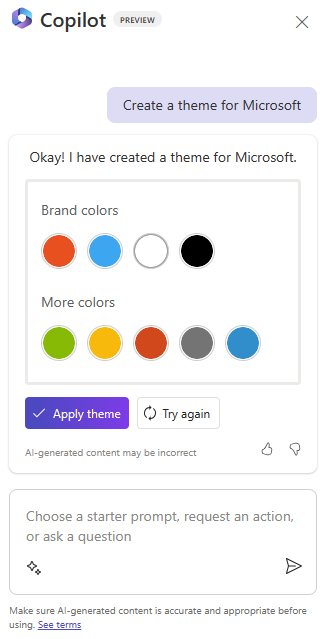 Copilot PREVIEW
Create a theme for Microsoft
Okay! I have created a theme for Microsoft.
Brand colors
More colors
Apply theme Try again
AI-generated content may be incorrect
Choose a starter prompt, request an action,
or ask a question
Make sure AI-generated content is accurate and appropriate before
using. See terms